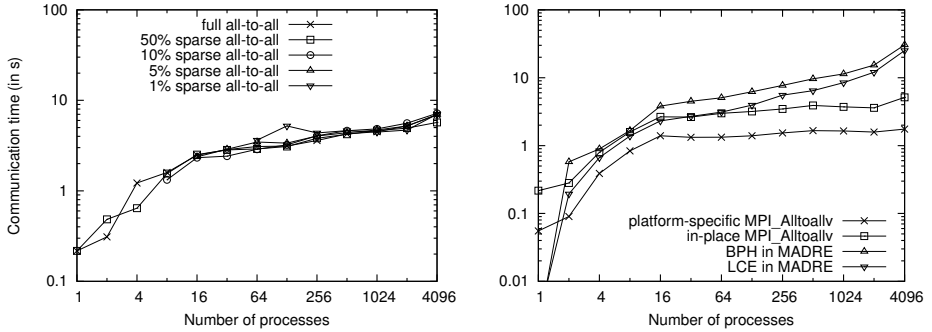 100
10
1
0.1
1
4
16
64
256
1024
4096
Communication time (in s)
Number of processes
full all-to-all
50% sparse all-to-all
10% sparse all-to-all
5% sparse all-to-all
1% sparse all-to-all
100
10
1
0.1
0.01
1
4
16
64
256
1024
4096
Number of processes
platform-specific MPI_Alltoallv
in-place MPI_Alltoallv
BPH in MADRE
LCE in MADRE